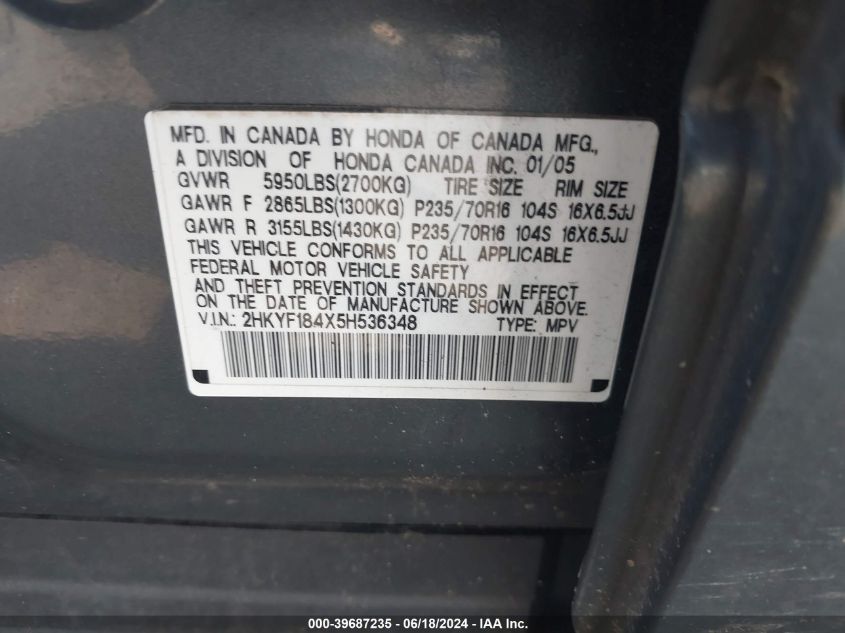 MFD. IN CANADA BY HONDA OF CANADA MFG.,
A DIVISION OF HONDA CANADA INC. 01/05
GVWR 5950LBS(2700KG) TIRE SIZE RIM SIZE
GAWR F 2865LBS(1300KG) P235/70R16 104S 16X6.5JJ
GAWR R 3155LBS(1430KG) P235/70R16 104S 16X6.5JJ
THIS VEHICLE CONFORMS TO ALL APPLICABLE
FEDERAL MOTOR VEHICLE SAFETY
AND THEFT PREVENTION STANDARDS IN EFFECT
ON THE DATE OF MANUFACTURE SHOWN ABOVE.
V.I.N.: 2HKYF184X5H536348 TYPE: MPV
000-39687235 - 06/18/2024 - IAA Inc.